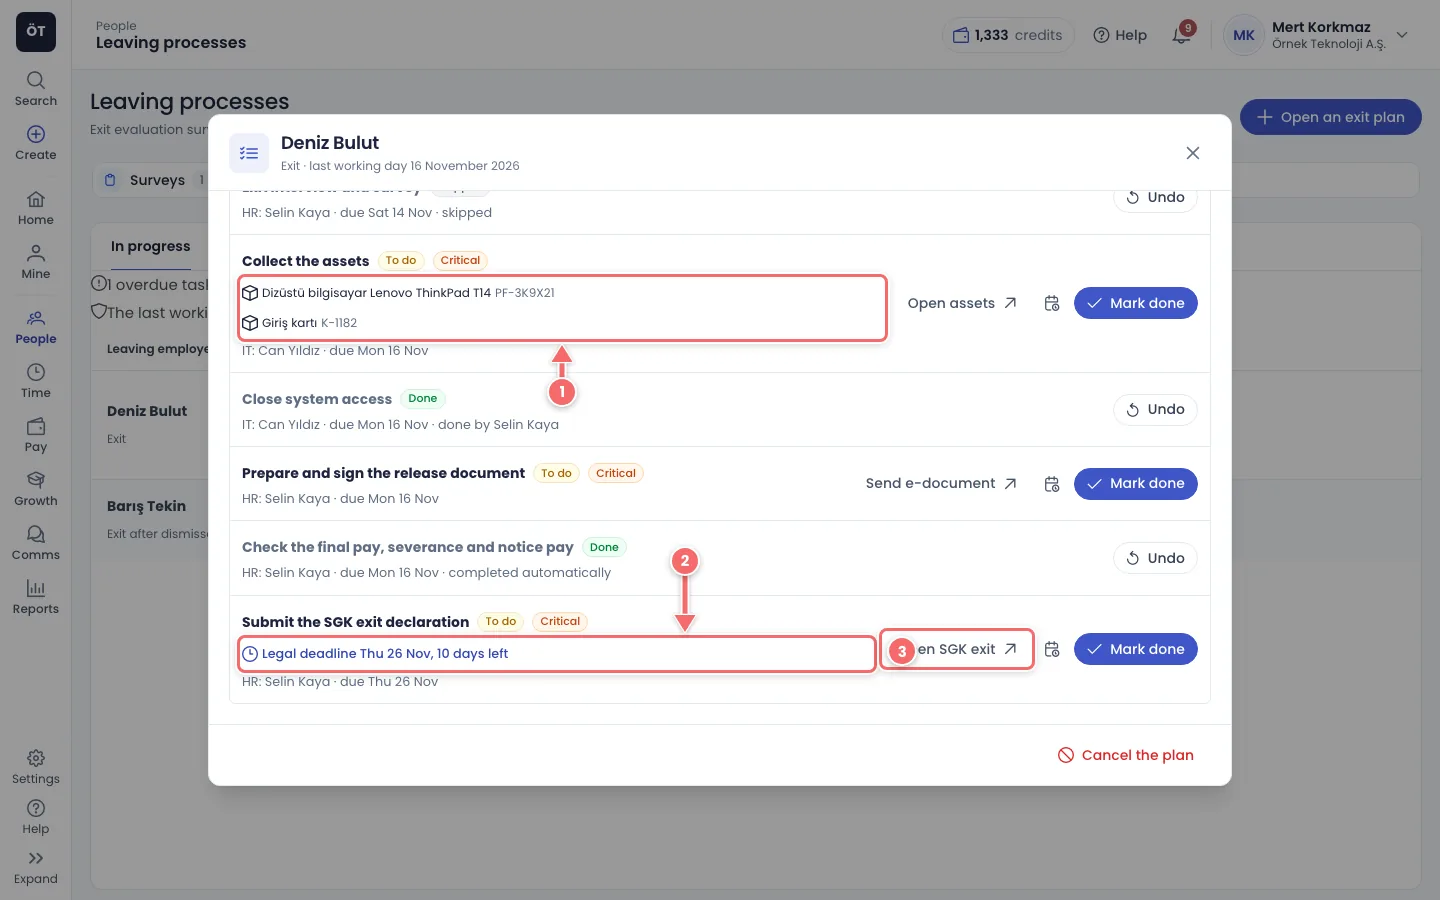 ÖT
People
Leaving processes
1,333 credits
Help
9
MK
Mert Korkmaz
Örnek Teknoloji A.Ş.
Search
Create
Home
Mine
People
Time
Pay
Growth
Comms
Reports
Settings
Help
Expand
Leaving processes
Exit evaluation
Open an exit plan
Surveys 1
In progress
1 overdue
The last
Leaving
Deniz Bulut
Exit
Barış Tekin
Exit after
Deniz Bulut
Exit · last working day 16 November 2026
HR: Selin Kaya · due Sat 14 Nov · skipped
Undo
Collect the assets To do Critical
Dizüstü bilgisayar Lenovo ThinkPad T14 PF-3K9X21
Giriş kartı K-1182
IT: Can Yıldız · due Mon 16 Nov
Open assets
Mark done
1
Close system access Done
IT: Can Yıldız · due Mon 16 Nov · done by Selin Kaya
Undo
Prepare and sign the release document To do Critical
HR: Selin Kaya · due Mon 16 Nov
Send e-document
Mark done
Check the final pay, severance and notice pay Done
HR: Selin Kaya · due Mon 16 Nov · completed automatically
Undo
2
Submit the SGK exit declaration To do Critical
Legal deadline Thu 26 Nov, 10 days left
HR: Selin Kaya · due Thu 26 Nov
3
SGK exit
Mark done
Cancel the plan